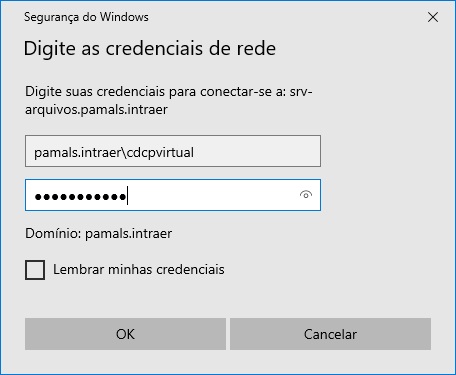 Segurança do Windows
Digite as credenciais de rede
Digite suas credenciais para conectar-se a: srv-
arquivos.pamals.intraer
pamals.intraer\cdcpvirtual
●●●●●●●●●●●
Domínio: pamals.intraer
Lembrar minhas credenciais
OK
Cancelar